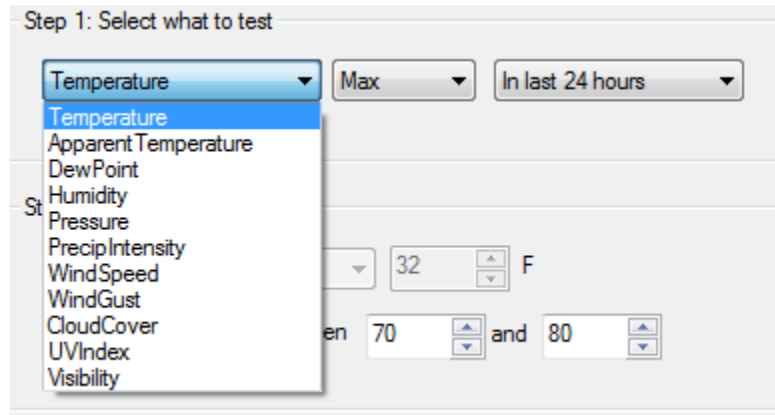 Step 1: Select what to test
Temperature Max In last 24 hours
Temperature
ApparentTemperature
DewPoint
Humidity
St
Pressure
PrecipIntensity
32 F
WindSpeed
WindGust
CloudCover
en 70 and 80
UVIndex
Visibility